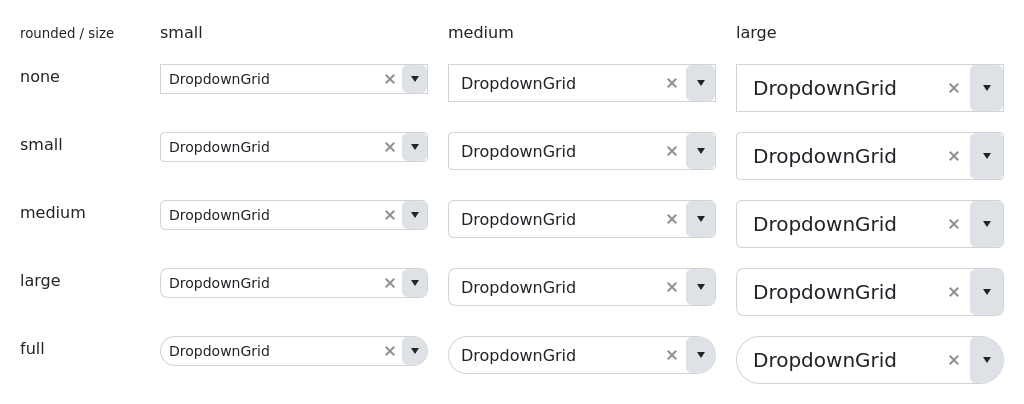 rounded / size small medium large
none DropdownGrid DropdownGrid DropdownGrid
small DropdownGrid DropdownGrid DropdownGrid
medium DropdownGrid DropdownGrid DropdownGrid
large DropdownGrid DropdownGrid DropdownGrid
full DropdownGrid DropdownGrid DropdownGrid